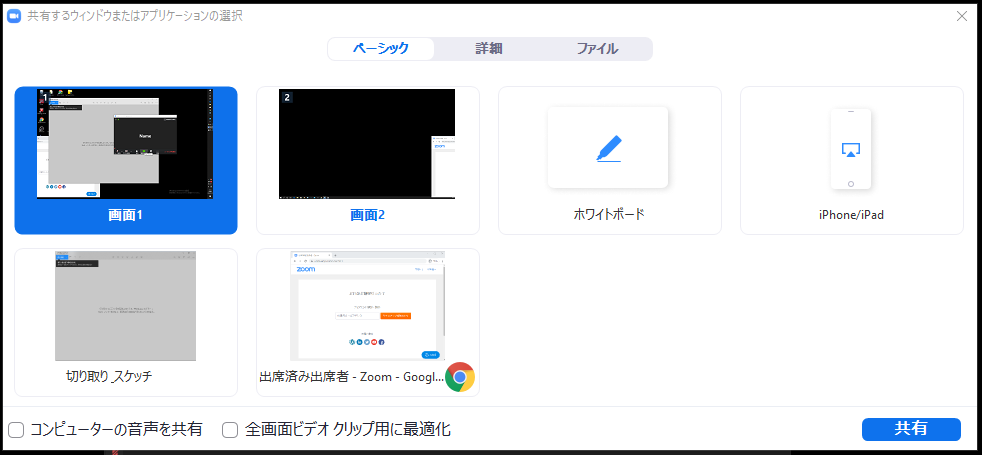 共有するウィンドウまたはアプリケーションの選択
ベーシック 詳細 ファイル
1
Name
2
zoom
画面1
画面2
ホワイトボード
iPhone/iPad
zoom
切り取り スケッチ
出席済み出席者 - Zoom - Googl...
コンピューターの音声を共有
全画面ビデオ クリップ用に最適化
共有